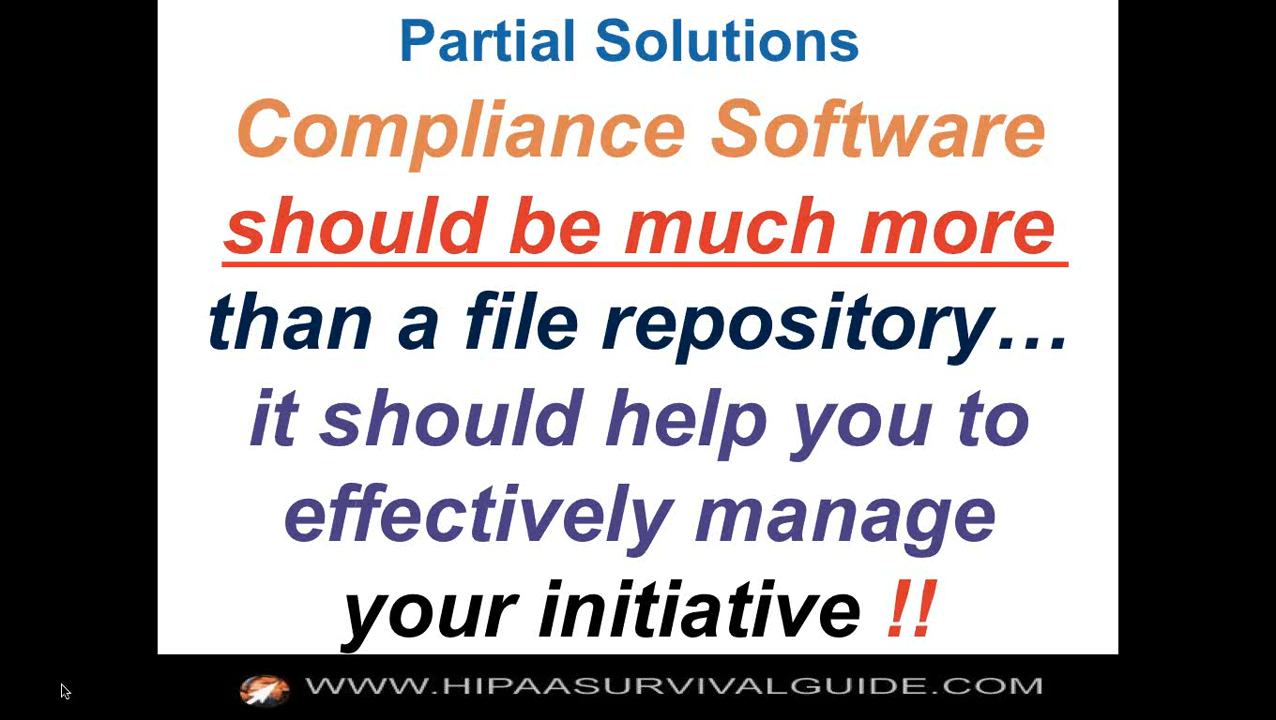 Partial Solutions
Compliance Software
should be much more
than a file repository…
it should help you to
effectively manage
your initiative !!
WWW.HIPAASURVIVALGUIDE.COM